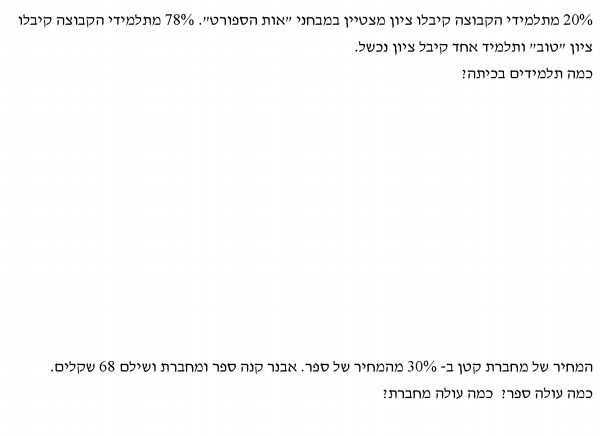 20% מתלמידי הקבוצה קיבלו ציון מצטיין במבחני "אות הספורט". 78% מתלמידי הקבוצה קיבלו
ציון "טוב" ותלמיד אחד קיבל ציון נכשל.
כמה תלמידים בכיתה?
המחיר של מחברת קטן ב- 30% מהמחיר של ספר. אבנר קנה ספר ומחברת ושילם 68 שקלים.
כמה עולה ספר? כמה עולה מחברת?